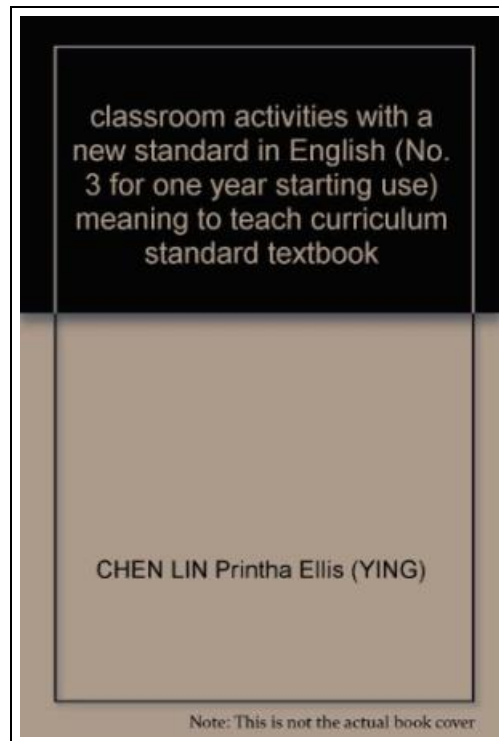 classroom activities with a
new standard in English (No.
3 for one year starting use)
meaning to teach curriculum
standard textbook
CHEN LIN Printha Ellis (YING)
Note: This is not the actual book cover